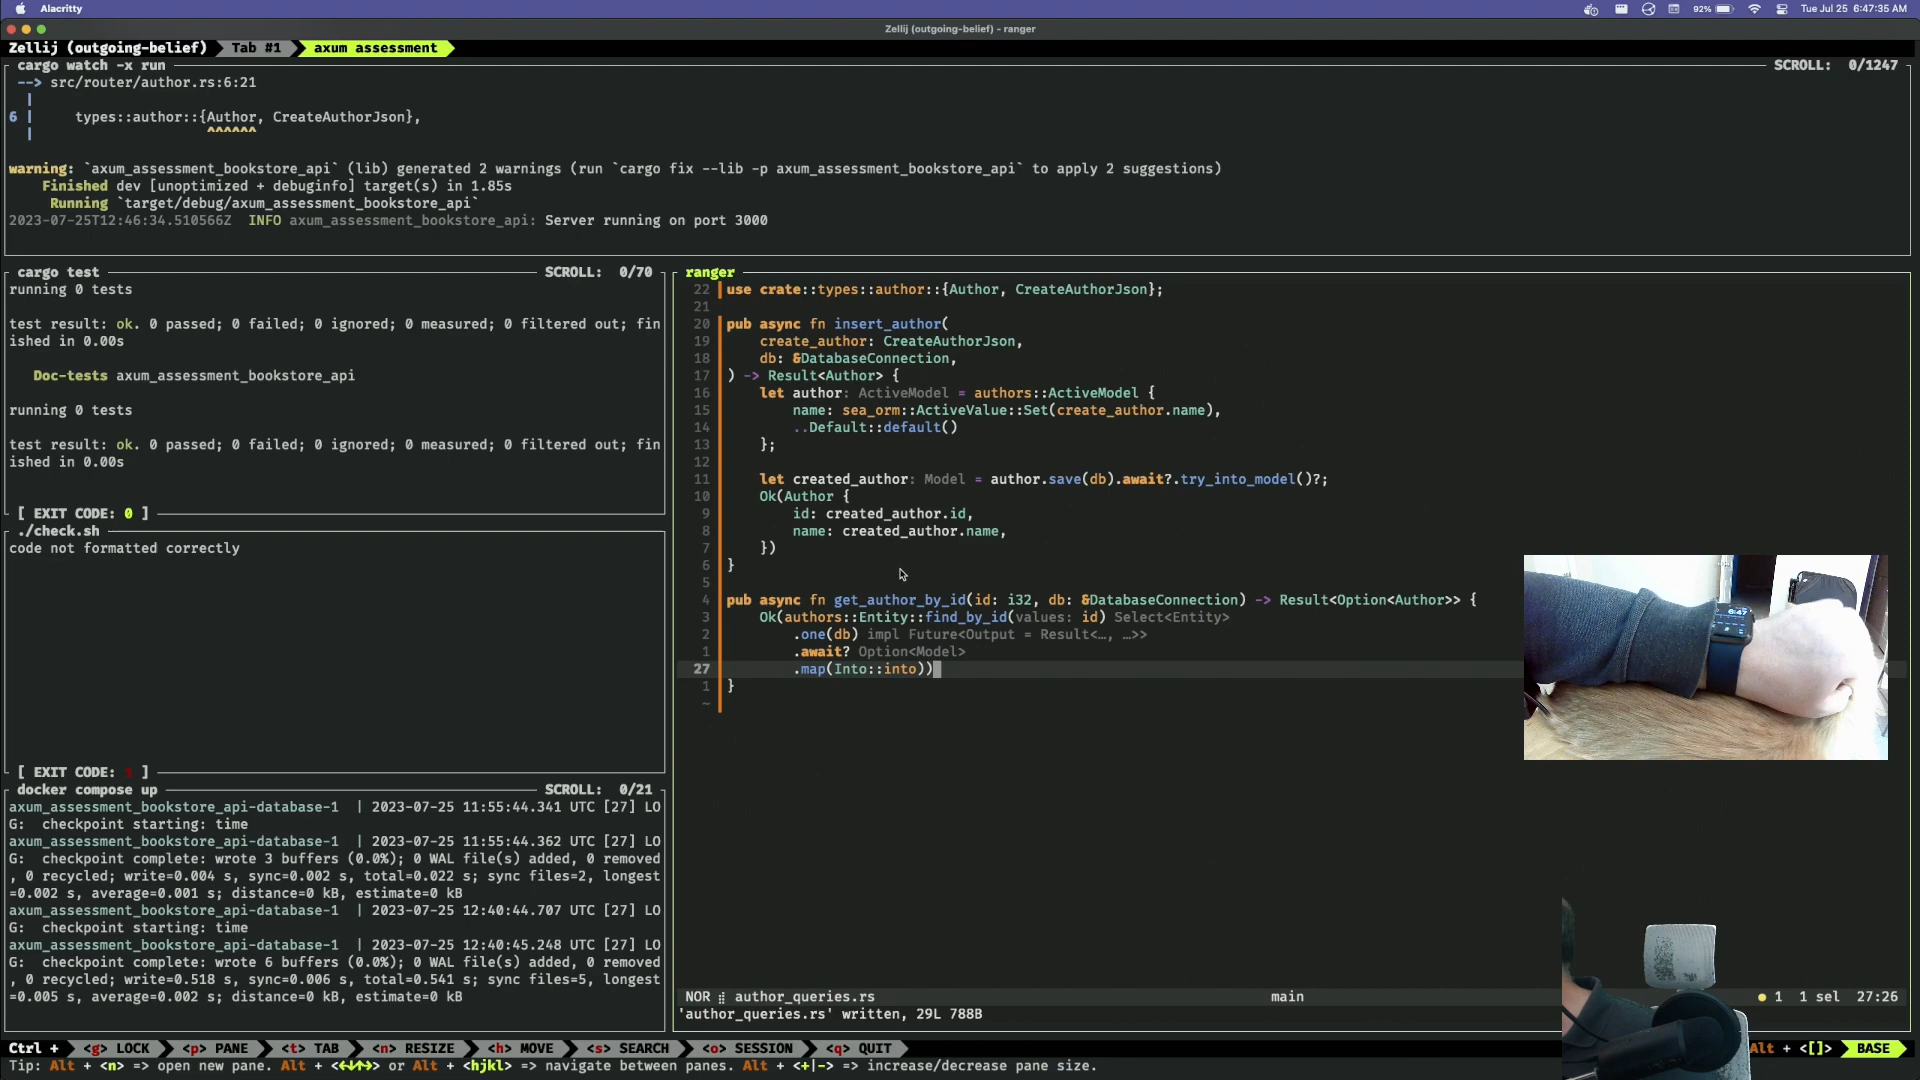 Alacritty
92%
Tue Jul 25 6:47:35 AM
Zellij (outgoing-belief) - ranger
Zellij (outgoing-belief) Tab #1 axum assessment
cargo watch -x run SCROLL: 0/1247
--> src/router/author.rs:6:21
|
6 | types::author::{Author, CreateAuthorJson},
| ^^^^^^
warning: `axum_assessment_bookstore_api` (lib) generated 2 warnings (run `cargo fix --lib -p axum_assessment_bookstore_api` to apply 2 suggestions)
Finished dev [unoptimized + debuginfo] target(s) in 1.85s
Running `target/debug/axum_assessment_bookstore_api`
2023-07-25T12:46:34.510566Z INFO axum_assessment_bookstore_api: Server running on port 3000
cargo test SCROLL: 0/70
running 0 tests
test result: ok. 0 passed; 0 failed; 0 ignored; 0 measured; 0 filtered out; fin
ished in 0.00s
Doc-tests axum_assessment_bookstore_api
running 0 tests
test result: ok. 0 passed; 0 failed; 0 ignored; 0 measured; 0 filtered out; fin
ished in 0.00s
[ EXIT CODE: 0 ]
./check.sh
code not formatted correctly
[ EXIT CODE: 1 ]
docker compose up SCROLL: 0/21
axum_assessment_bookstore_api-database-1 | 2023-07-25 11:55:44.341 UTC [27] LO
G: checkpoint starting: time
axum_assessment_bookstore_api-database-1 | 2023-07-25 11:55:44.362 UTC [27] LO
G: checkpoint complete: wrote 3 buffers (0.0%); 0 WAL file(s) added, 0 removed
, 0 recycled; write=0.004 s, sync=0.002 s, total=0.022 s; sync files=2, longest
=0.002 s, average=0.001 s; distance=0 kB, estimate=0 kB
axum_assessment_bookstore_api-database-1 | 2023-07-25 12:40:44.707 UTC [27] LO
G: checkpoint starting: time
axum_assessment_bookstore_api-database-1 | 2023-07-25 12:40:45.248 UTC [27] LO
G: checkpoint complete: wrote 6 buffers (0.0%); 0 WAL file(s) added, 0 removed
, 0 recycled; write=0.518 s, sync=0.006 s, total=0.541 s; sync files=5, longest
=0.005 s, average=0.002 s; distance=0 kB, estimate=0 kB
ranger
22 use crate::types::author::{Author, CreateAuthorJson};
21
20 pub async fn insert_author(
19 create_author: CreateAuthorJson,
18 db: &DatabaseConnection,
17 ) -> Result<Author> {
16 let author: ActiveModel = authors::ActiveModel {
15 name: sea_orm::ActiveValue::Set(create_author.name),
14 ..Default::default()
13 };
12
11 let created_author: Model = author.save(db).await?.try_into_model()?;
10 Ok(Author {
9 id: created_author.id,
8 name: created_author.name,
7 })
6 }
5
4 pub async fn get_author_by_id(id: i32, db: &DatabaseConnection) -> Result<Option<Author>> {
3 Ok(authors::Entity::find_by_id(values: id) Select<Entity>
2 .one(db) impl Future<Output = Result<…, …>>
1 .await? Option<Model>
27 .map(Into::into))
1 }
~
6:47
NOR author_queries.rs main 1 1 sel 27:26
'author_queries.rs' written, 29L 788B
Ctrl + <g> LOCK <p> PANE <t> TAB <n> RESIZE <h> MOVE <s> SEARCH <o> SESSION <q> QUIT Alt + <[]> BASE
Tip: Alt + <n> => open new pane. Alt + <←↓↑→> or Alt + <hjkl> => navigate between panes. Alt + <+|-> => increase/decrease pane size.